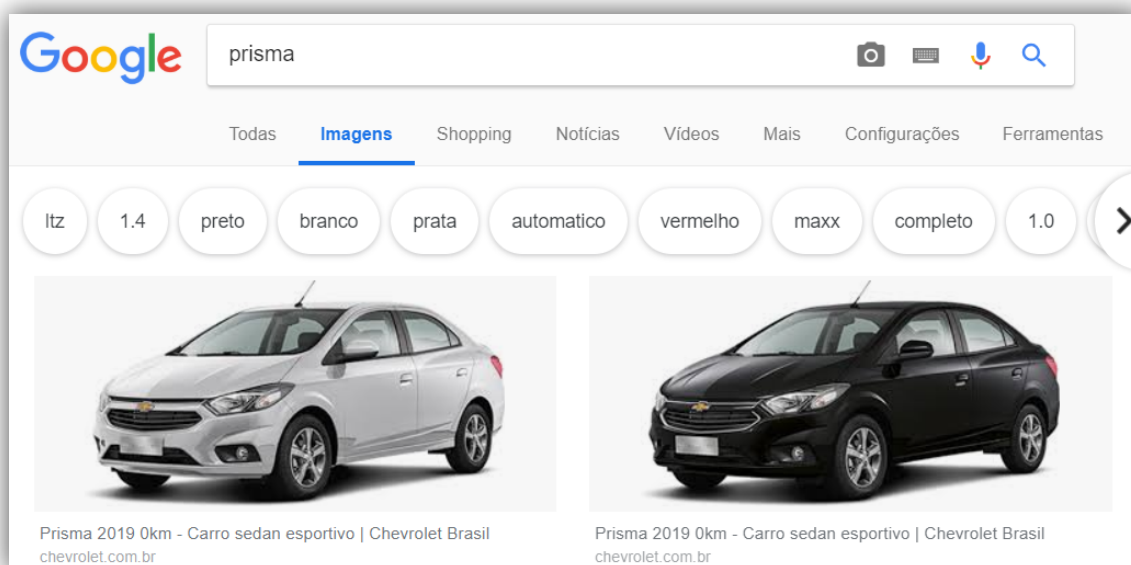 Google
prisma
Todas Imagens Shopping Notícias Vídeos Mais Configurações Ferramentas
ltz 1.4 preto branco prata automatico vermelho maxx completo 1.0
Prisma 2019 0km - Carro sedan esportivo | Chevrolet Brasil Prisma 2019 0km - Carro sedan esportivo | Chevrolet Brasil
chevrolet.com.br chevrolet.com.br